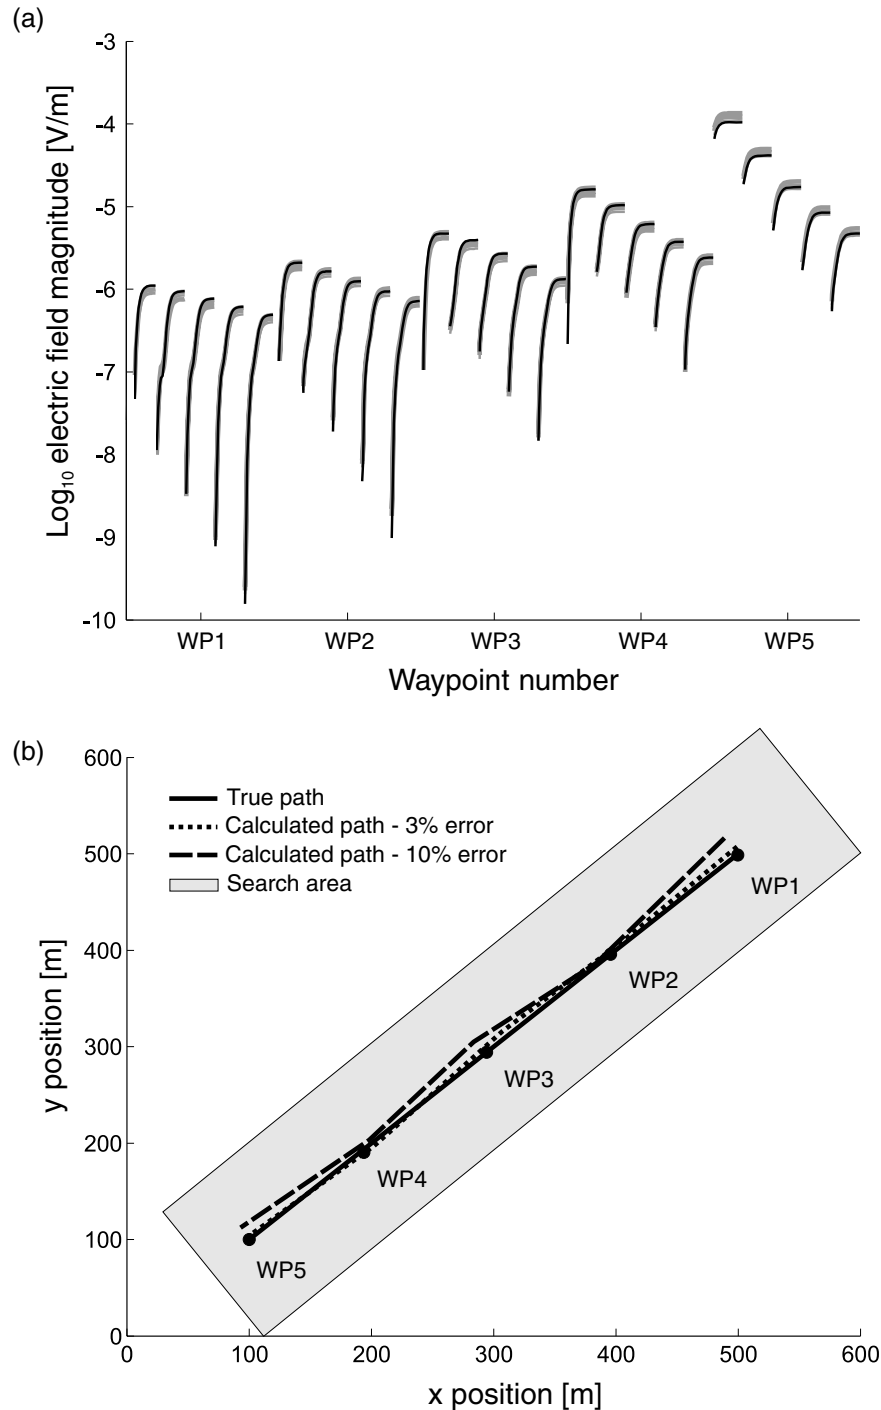 (a)
Log₁₀ electric field magnitude [V/m]
-3
-4
-5
-6
-7
-8
-9
-10
WP1 WP2 WP3 WP4 WP5
Waypoint number
(b)
y position [m]
600
500
400
300
200
100
0
True path
Calculated path - 3% error
Calculated path - 10% error
Search area
WP1
WP2
WP3
WP4
WP5
0 100 200 300 400 500 600
x position [m]